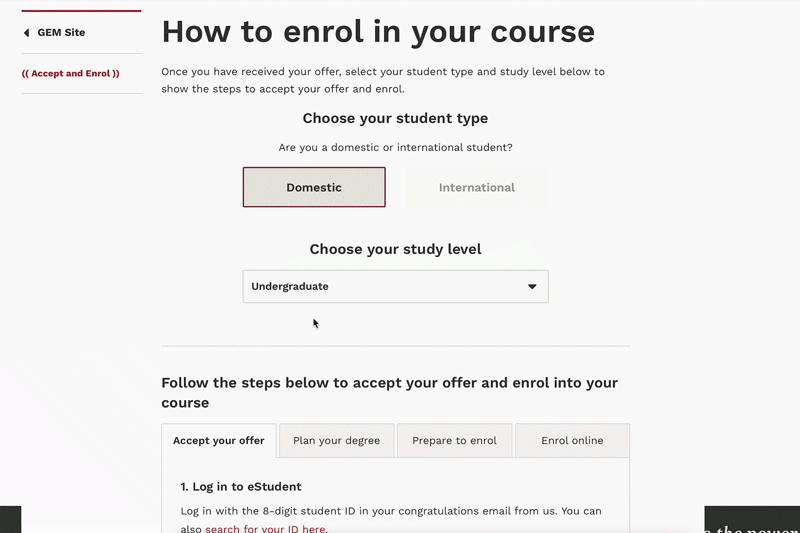 GEM Site
(( Accept and Enrol ))
How to enrol in your course
Once you have received your offer, select your student type and study level below to
show the steps to accept your offer and enrol.
Choose your student type
Are you a domestic or international student?
Domestic
International
Choose your study level
Undergraduate
Follow the steps below to accept your offer and enrol into your
course
Accept your offer
Plan your degree
Prepare to enrol
Enrol online
1. Log in to eStudent
Log in with the 8-digit student ID in your congratulations email from us. You can
also search for your ID here.
the power